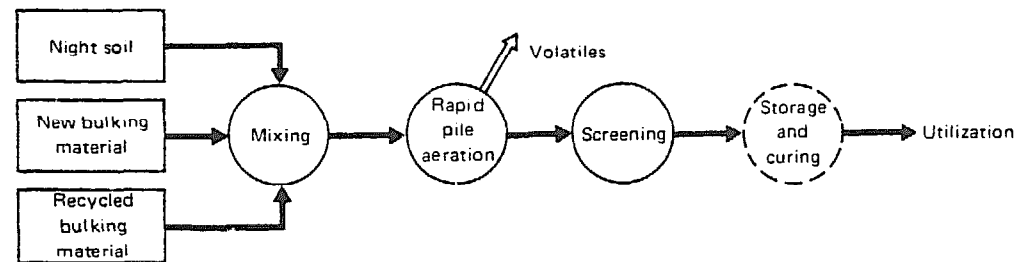 Night soil
New bulking
material
Recycled
bulking
material
Mixing
Volatiles
Rapid
pile
aeration
Screening
Storage
and
curing
Utilization